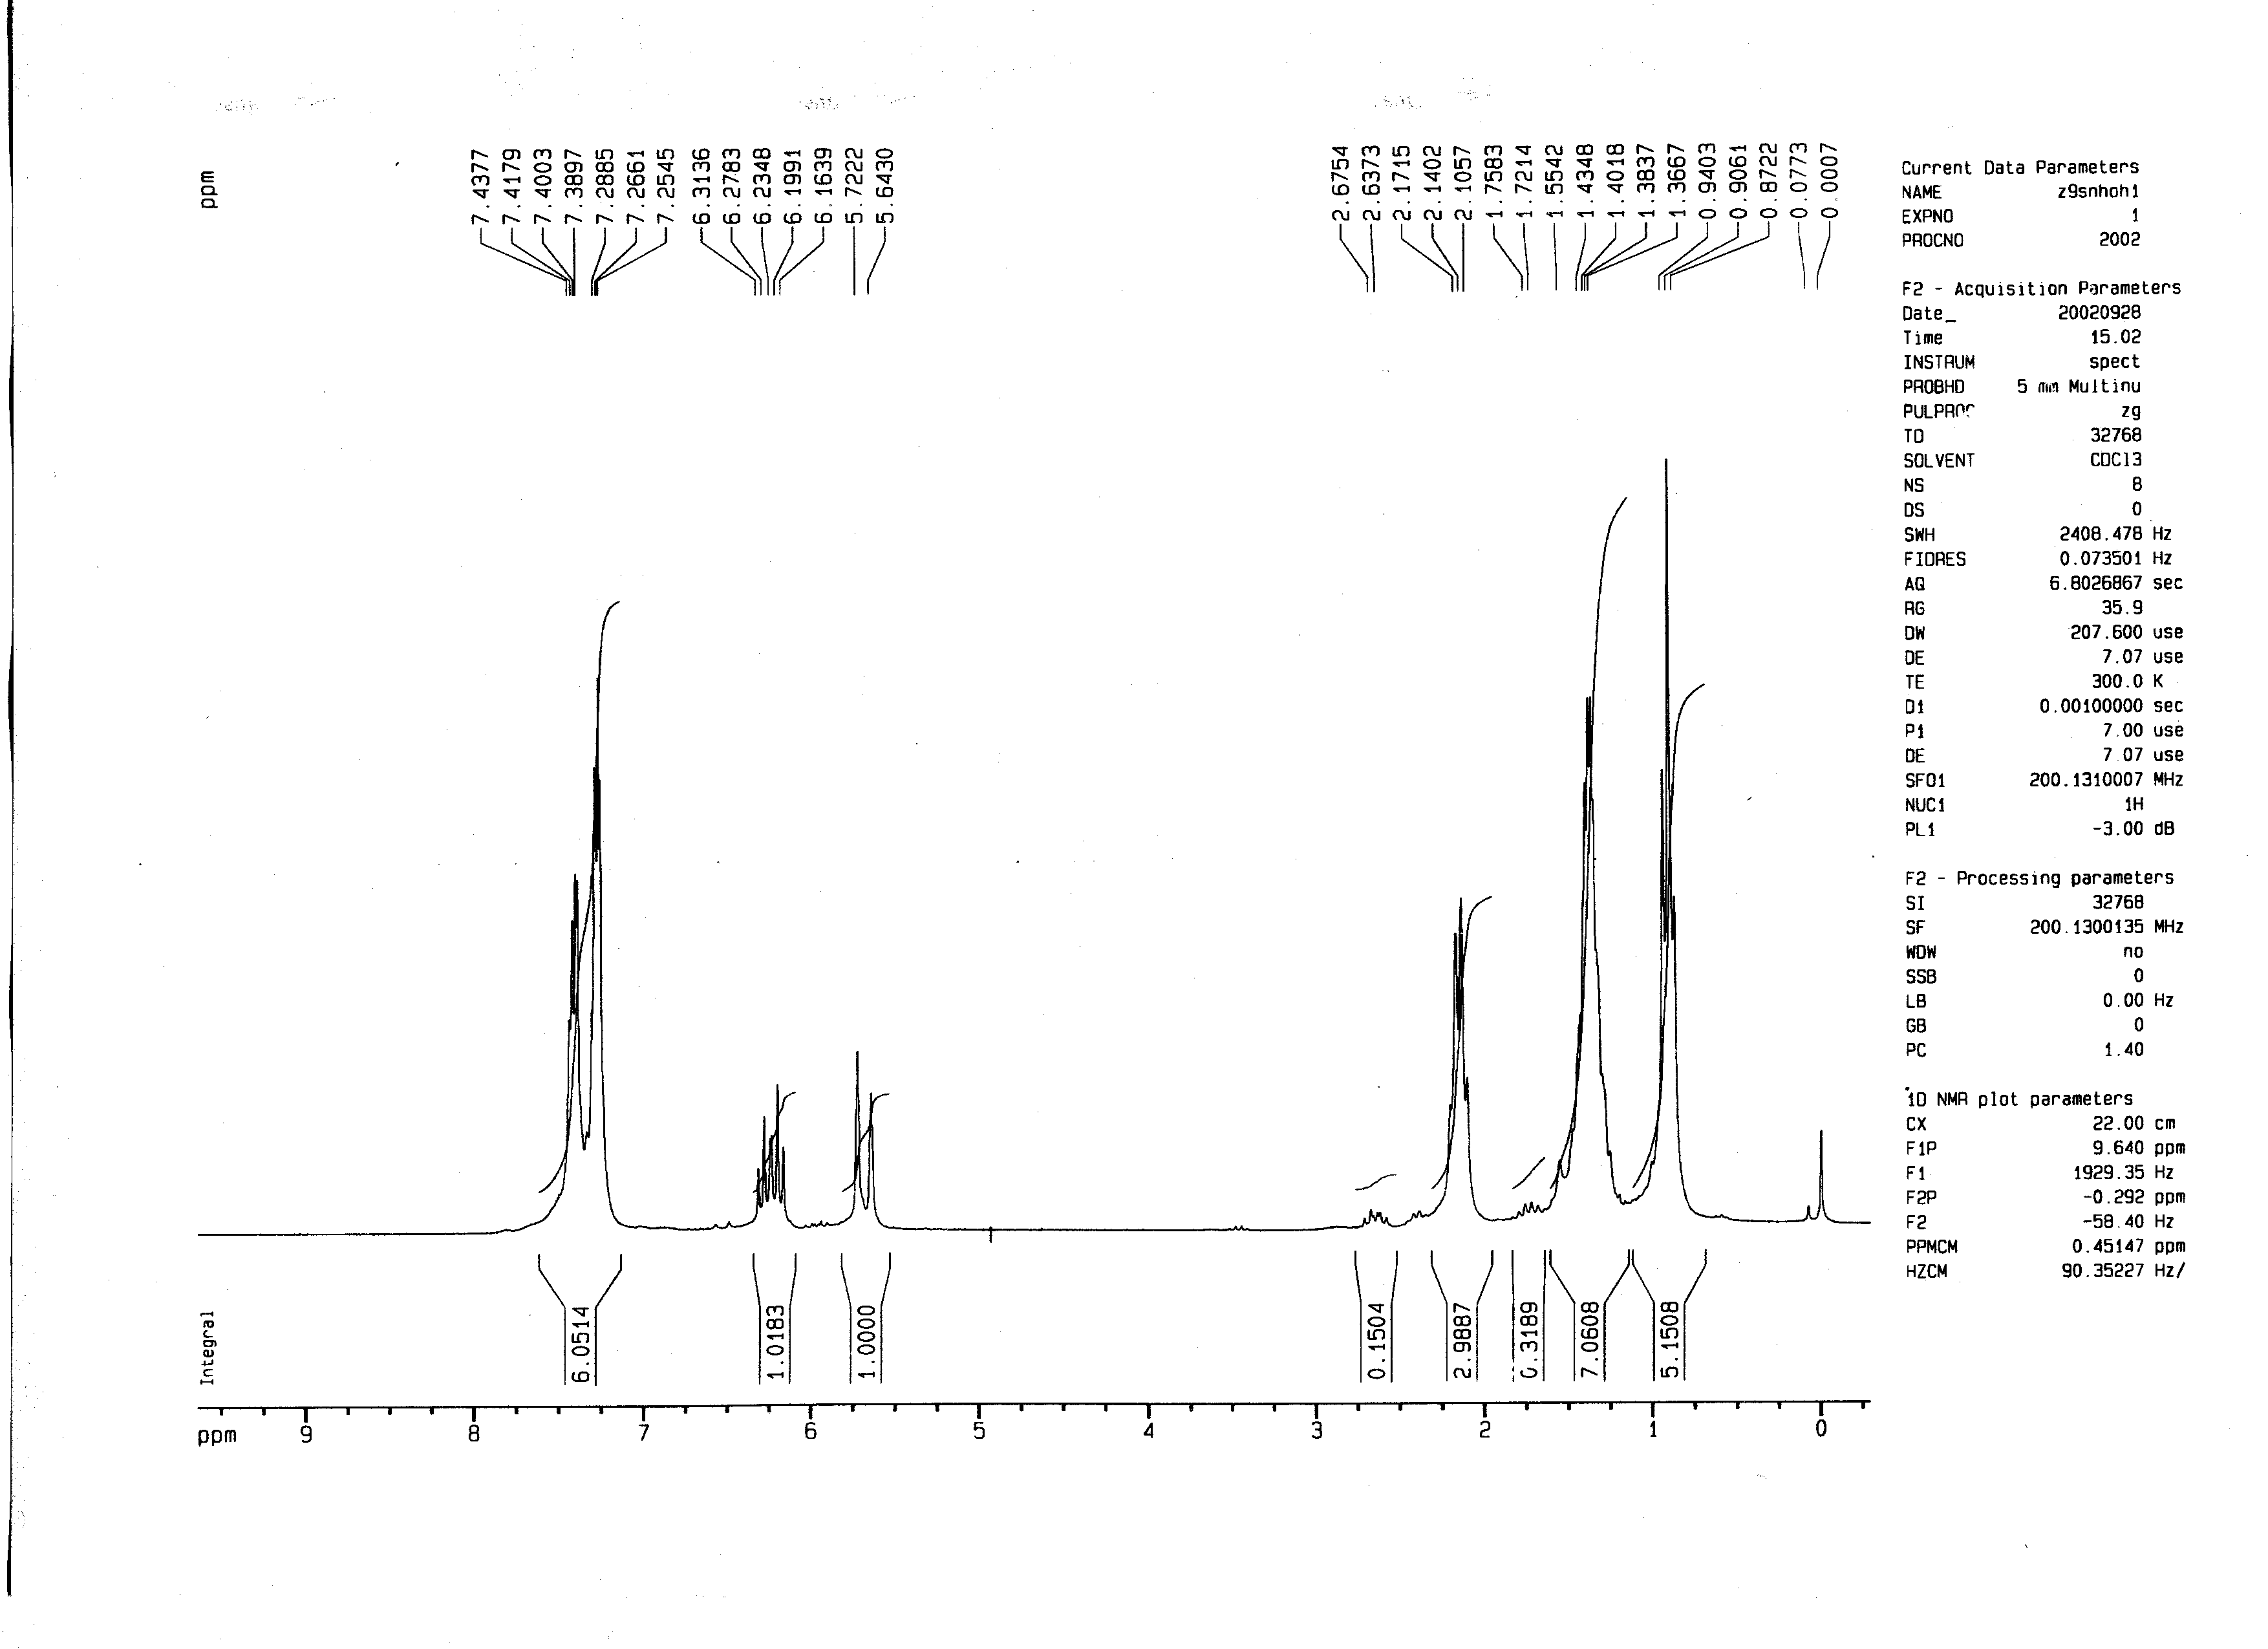 ppm
7.4377
7.4179
7.4003
7.3897
7.2885
7.2661
7.2545
6.3136
6.2783
6.2348
6.1991
6.1639
5.7222
5.6430
2.6754
2.6373
2.1715
2.1402
2.1057
1.7583
1.7214
1.5542
1.4348
1.4018
1.3837
1.3667
0.9403
0.9061
0.8722
0.0773
0.0007
Current Data Parameters
NAME z9snhoh1
EXPNO 1
PROCNO 2002
F2 - Acquisition Parameters
Date_ 20020928
Time 15.02
INSTRUM spect
PROBHD 5 mm Multinu
PULPROG zg
TD 32768
SOLVENT CDCl3
NS 8
DS 0
SWH 2408.478 Hz
FIDRES 0.073501 Hz
AQ 6.8026867 sec
RG 35.9
DW 207.600 use
DE 7.07 use
TE 300.0 K
D1 0.00100000 sec
P1 7.00 use
DE 7.07 use
SFO1 200.1310007 MHz
NUC1 1H
PL1 -3.00 dB
F2 - Processing parameters
SI 32768
SF 200.1300135 MHz
WDW no
SSB 0
LB 0.00 Hz
GB 0
PC 1.40
1D NMR plot parameters
CX 22.00 cm
F1P 9.640 ppm
F1 1929.35 Hz
F2P -0.292 ppm
F2 -58.40 Hz
PPMCM 0.45147 ppm
HZCM 90.35227 Hz/
Integral
6.0514
1.0183
1.0000
0.1504
2.9887
0.3189
7.0608
5.1508
ppm 9 8 7 6 5 4 3 2 1 0